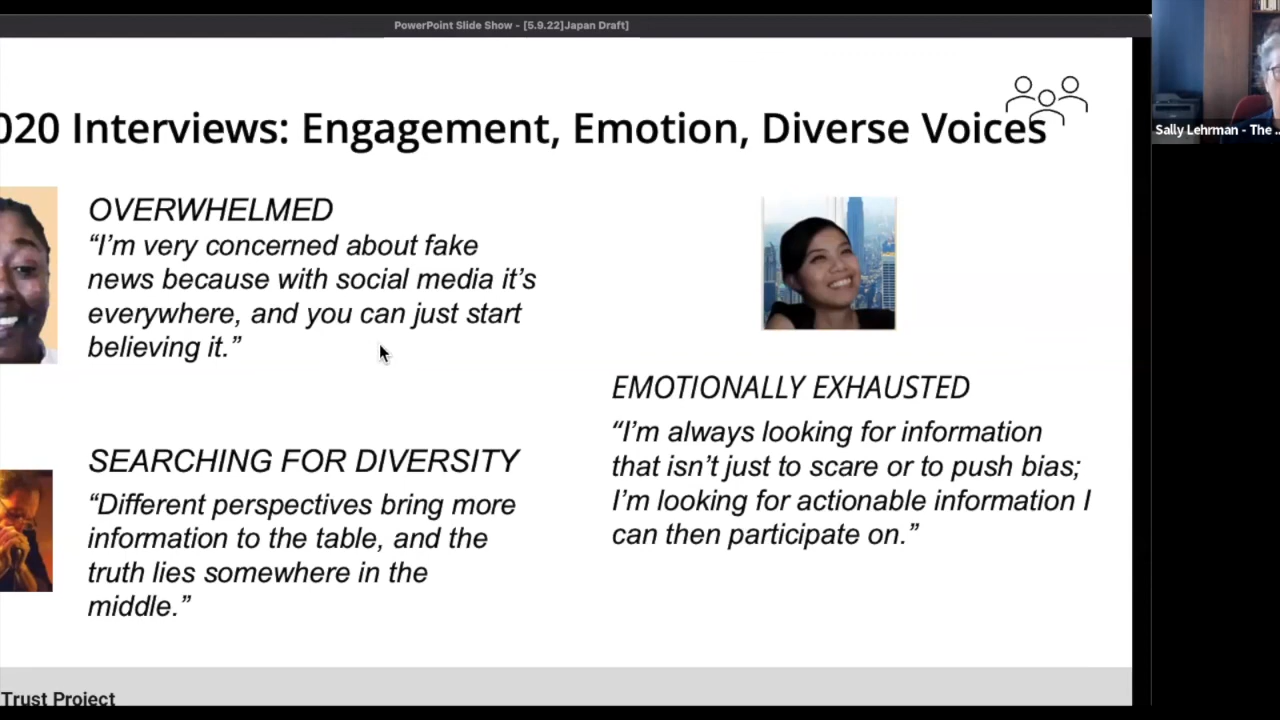 PowerPoint Slide Show - [5.9.22]Japan Draft]
020 Interviews: Engagement, Emotion, Diverse Voices
Sally Lehrman - The ...
OVERWHELMED
“I’m very concerned about fake
news because with social media it’s
everywhere, and you can just start
believing it.”
SEARCHING FOR DIVERSITY
“Different perspectives bring more
information to the table, and the
truth lies somewhere in the
middle.”
EMOTIONALLY EXHAUSTED
“I’m always looking for information
that isn’t just to scare or to push bias;
I’m looking for actionable information I
can then participate on.”
Trust Project